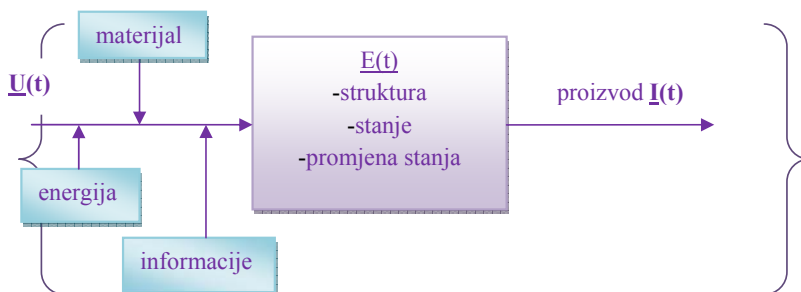 materijal
U(t)
E(t)
-struktura
-stanje
-promjena stanja
proizvod I(t)
energija
informacije